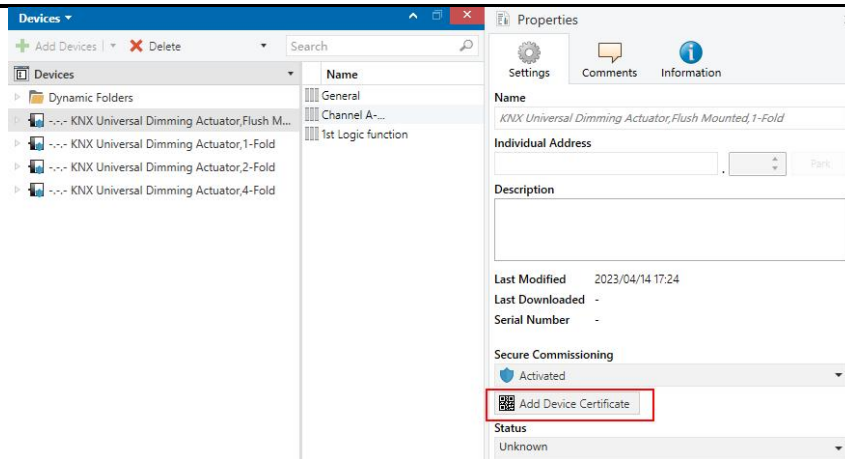 Devices
Add Devices
Delete
Search
Devices
Dynamic Folders
-.-.- KNX Universal Dimming Actuator,Flush M...
-.-.- KNX Universal Dimming Actuator,1-Fold
-.-.- KNX Universal Dimming Actuator,2-Fold
-.-.- KNX Universal Dimming Actuator,4-Fold
Name
General
Channel A-...
1st Logic function
Properties
Settings Comments Information
Name
KNX Universal Dimming Actuator,Flush Mounted,1-Fold
Individual Address
. Park
Description
Last Modified 2023/04/14 17:24
Last Downloaded -
Serial Number -
Secure Commissioning
Activated
Add Device Certificate
Status
Unknown